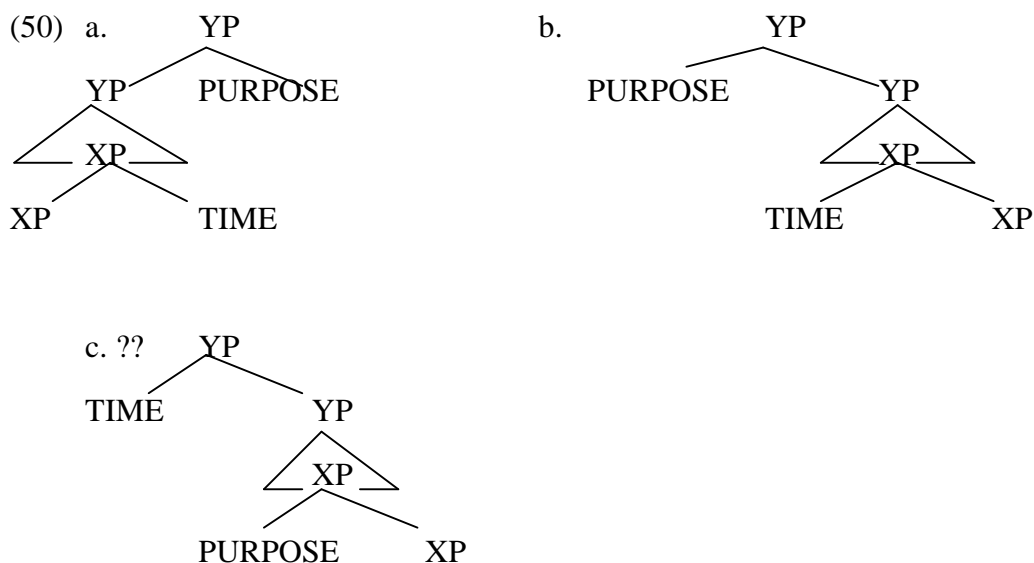 (50) a. YP b. YP
YP PURPOSE PURPOSE YP
XP XP
XP TIME TIME XP
c. ?? YP
TIME YP
XP
PURPOSE XP